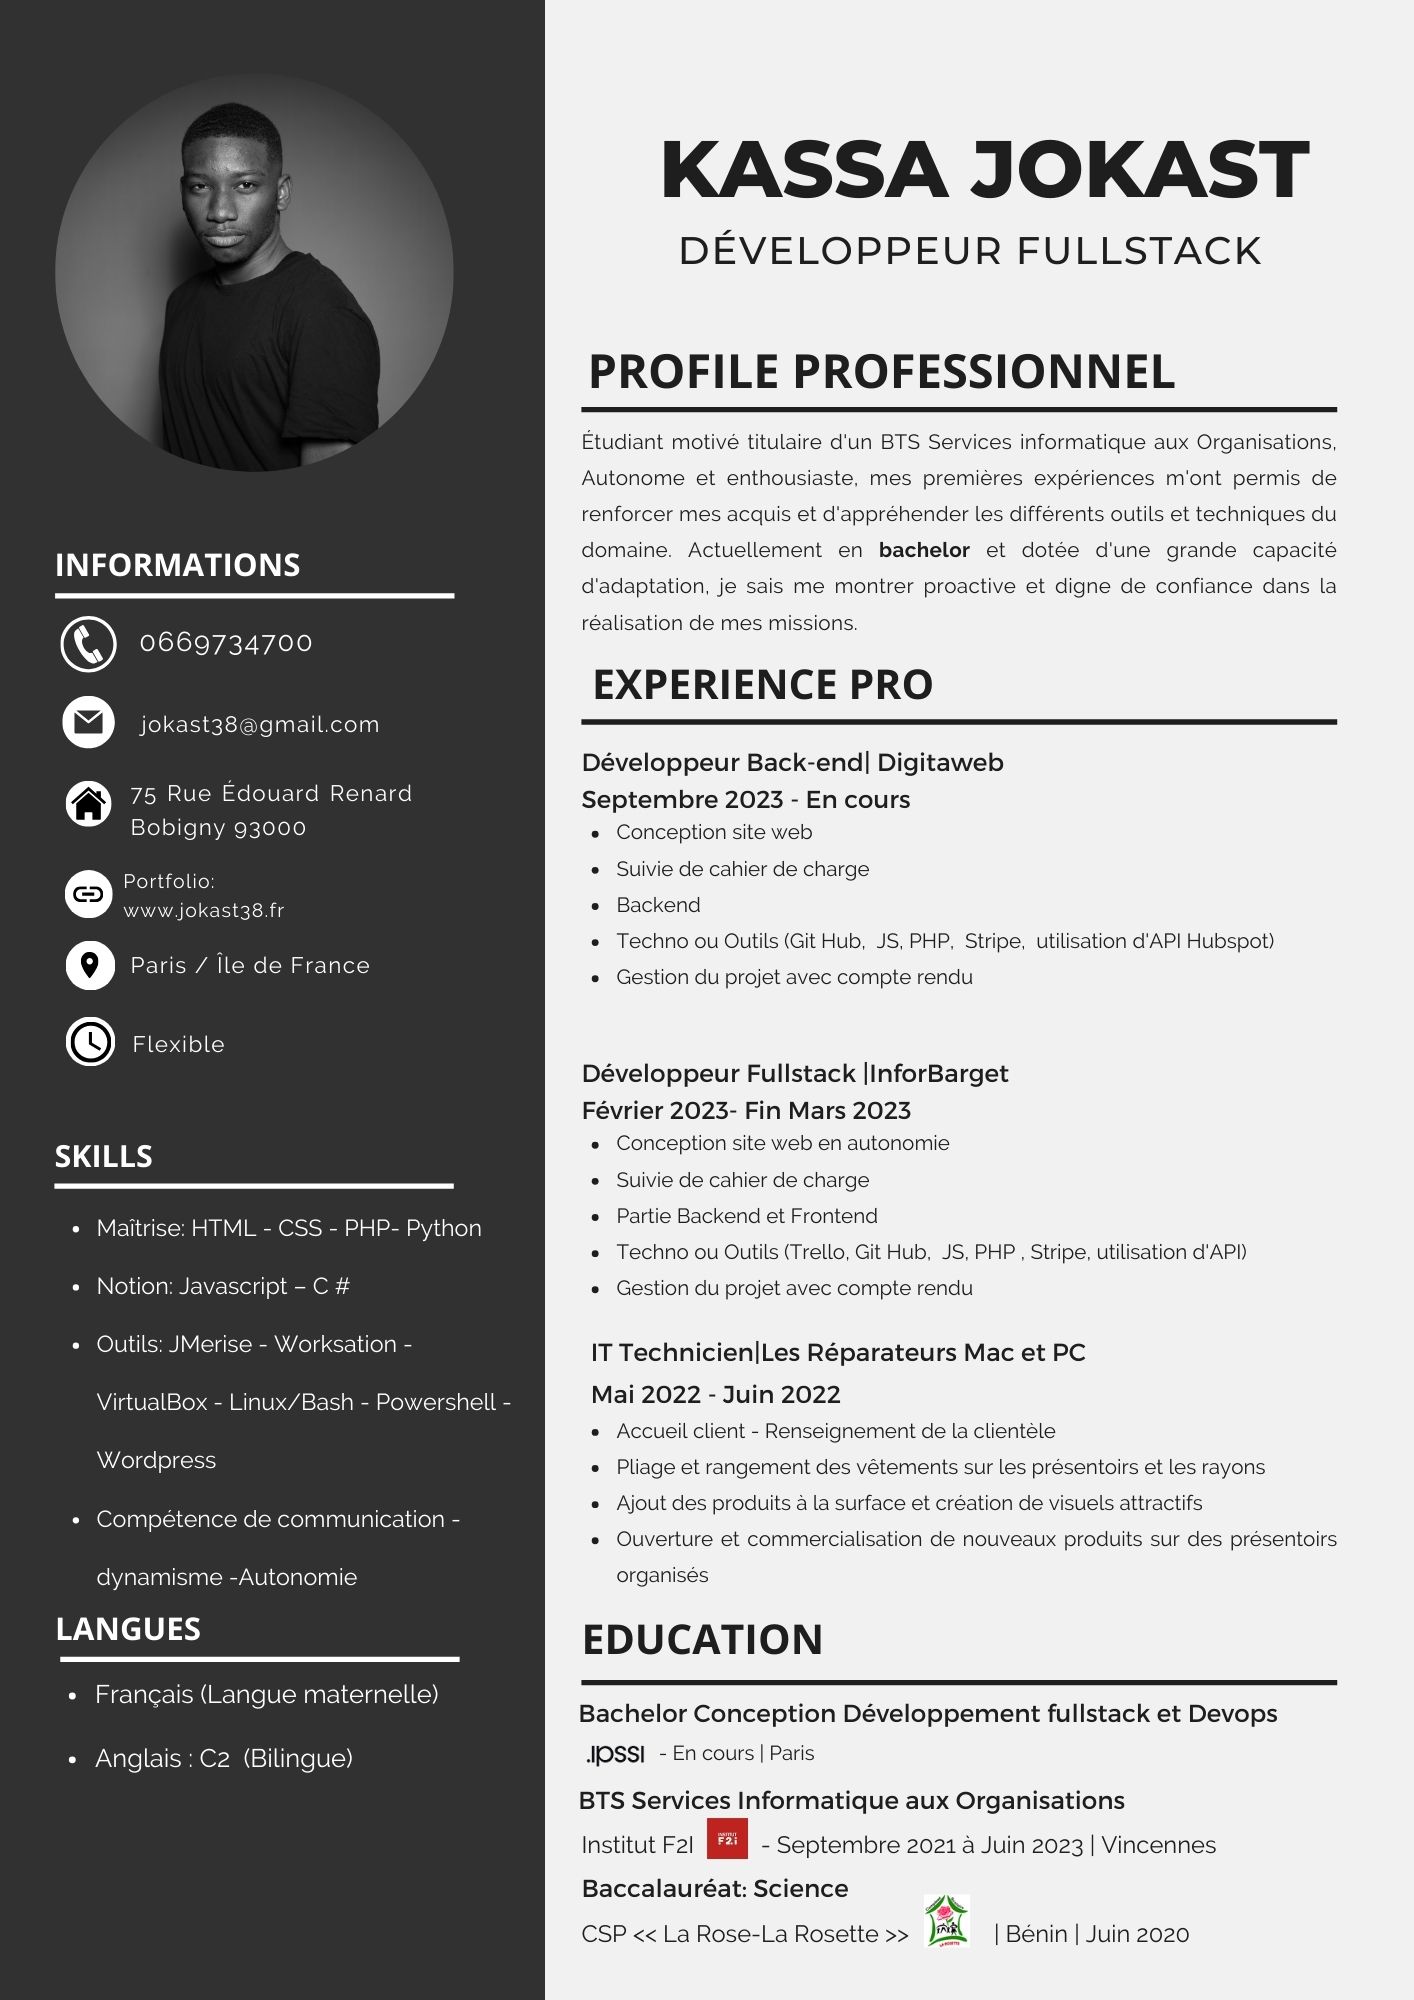 KASSA JOKAST
DÉVELOPPEUR FULLSTACK
INFORMATIONS
0669734700
jokast38@gmail.com
75 Rue Édouard Renard
Bobigny 93000
Portfolio:
www.jokast38.fr
Paris / Île de France
Flexible
SKILLS
• Maîtrise: HTML - CSS - PHP- Python
• Notion: Javascript – C #
• Outils: JMerise - Worksation -
VirtualBox - Linux/Bash - Powershell -
Wordpress
• Compétence de communication -
dynamisme -Autonomie
LANGUES
• Français (Langue maternelle)
• Anglais : C2 (Bilingue)
PROFILE PROFESSIONNEL
Étudiant motivé titulaire d'un BTS Services informatique aux Organisations,
Autonome et enthousiaste, mes premières expériences m'ont permis de
renforcer mes acquis et d'appréhender les différents outils et techniques du
domaine. Actuellement en bachelor et dotée d'une grande capacité
d'adaptation, je sais me montrer proactive et digne de confiance dans la
réalisation de mes missions.
EXPERIENCE PRO
Développeur Back-end| Digitaweb
Septembre 2023 - En cours
• Conception site web
• Suivie de cahier de charge
• Backend
• Techno ou Outils (Git Hub, JS, PHP, Stripe, utilisation d'API Hubspot)
• Gestion du projet avec compte rendu
Développeur Fullstack |InforBarget
Février 2023- Fin Mars 2023
• Conception site web en autonomie
• Suivie de cahier de charge
• Partie Backend et Frontend
• Techno ou Outils (Trello, Git Hub, JS, PHP , Stripe, utilisation d'API)
• Gestion du projet avec compte rendu
IT Technicien|Les Réparateurs Mac et PC
Mai 2022 - Juin 2022
• Accueil client - Renseignement de la clientèle
• Pliage et rangement des vêtements sur les présentoirs et les rayons
• Ajout des produits à la surface et création de visuels attractifs
• Ouverture et commercialisation de nouveaux produits sur des présentoirs
organisés
EDUCATION
Bachelor Conception Développement fullstack et Devops
.IPSSI - En cours | Paris
BTS Services Informatique aux Organisations
Institut F2I INSTITUT F2i - Septembre 2021 à Juin 2023 | Vincennes
Baccalauréat: Science
CSP << La Rose-La Rosette >> | Bénin | Juin 2020